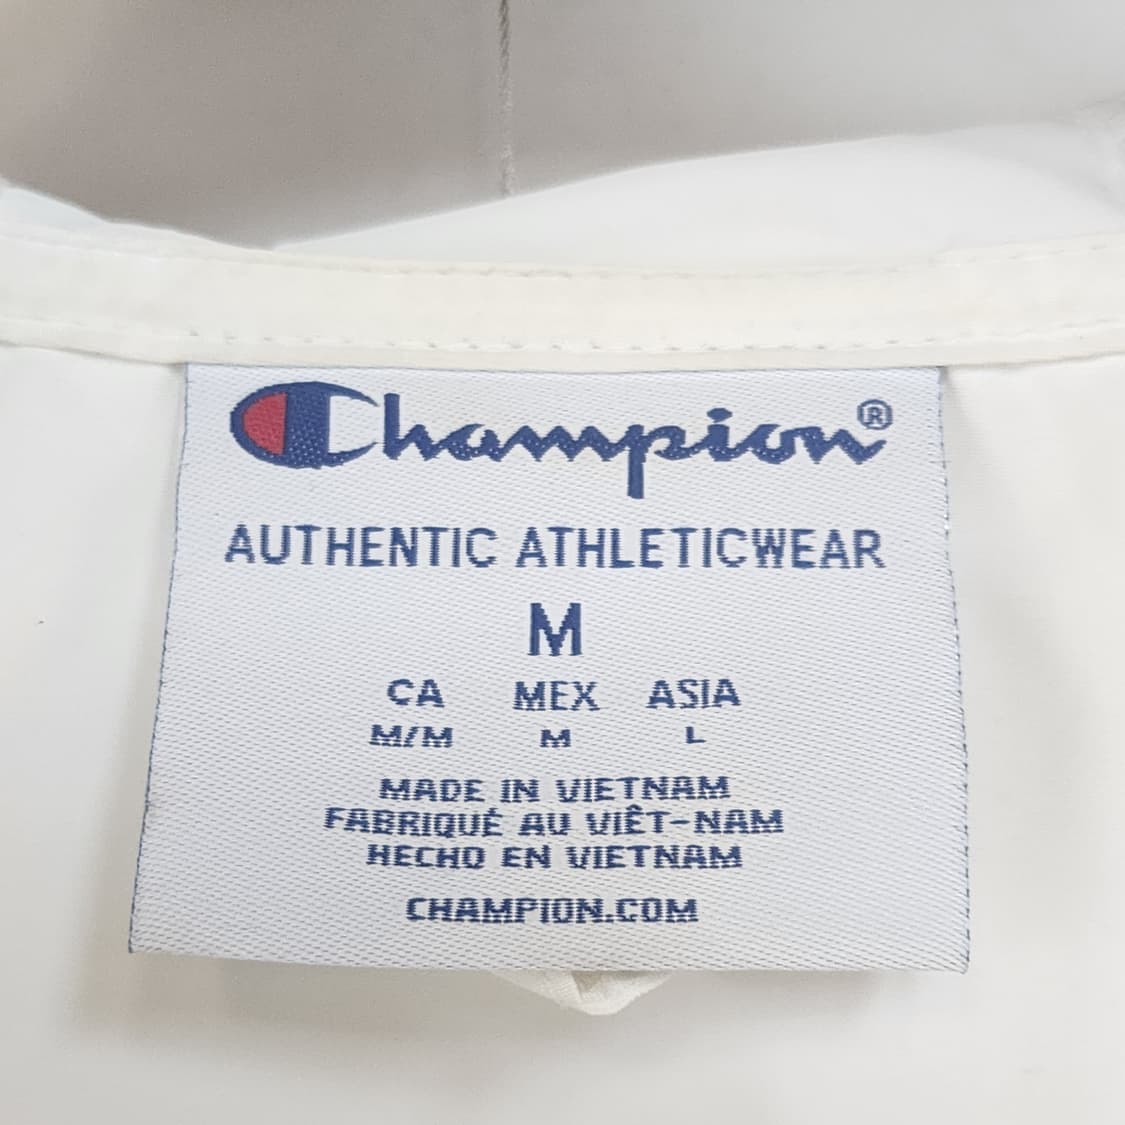 Champion®
AUTHENTIC ATHLETICWEAR
M
CA MEX ASIA
M/M M L
MADE IN VIETNAM
FABRIQUÉ AU VIÊT-NAM
HECHO EN VIETNAM
CHAMPION.COM